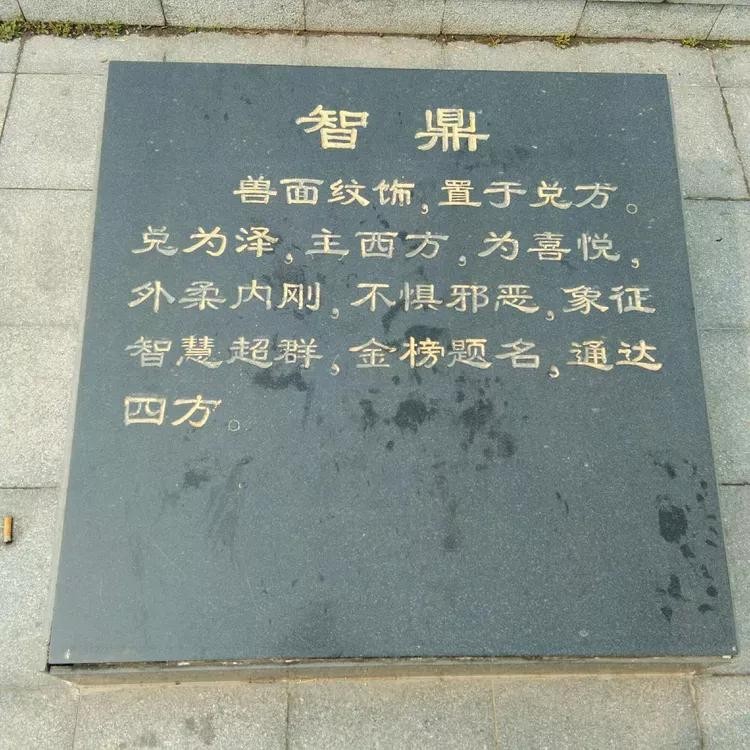 智鼎
兽面纹饰,置于兑方。
兑为泽,主西方,为喜悦,
外柔内刚,不惧邪恶,象征
智慧超群,金榜题名,通达
四方。